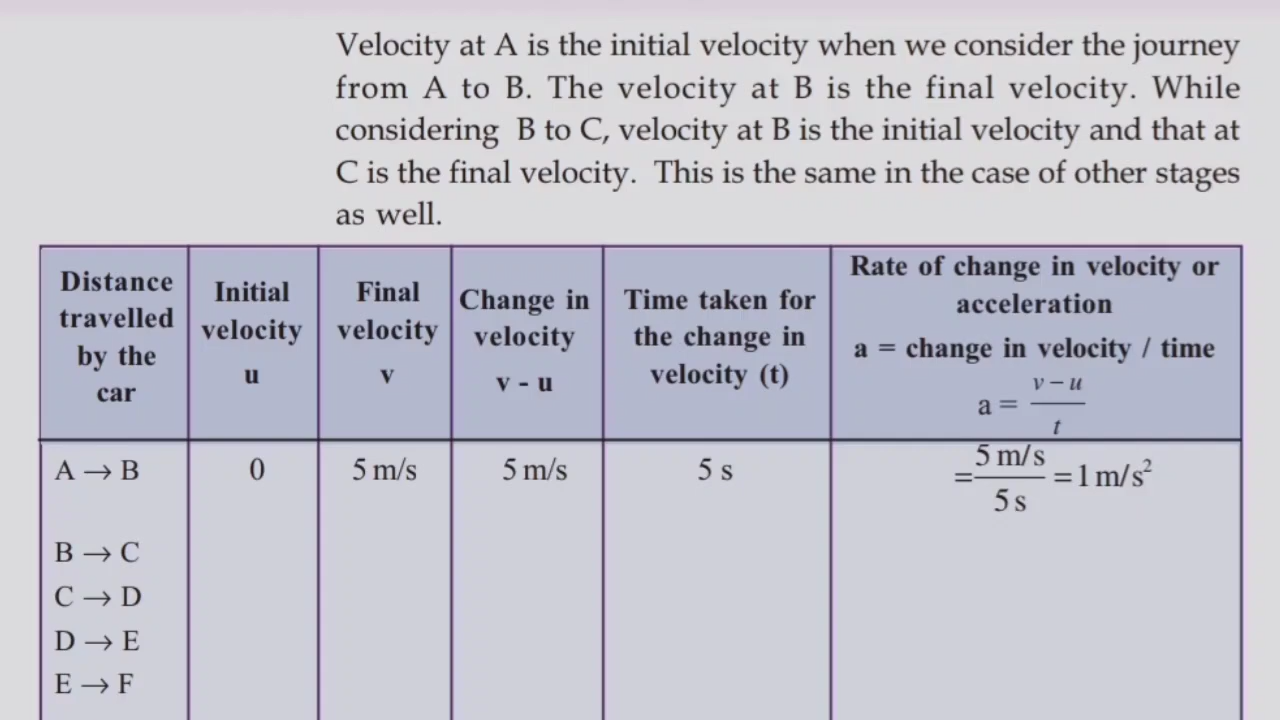 Velocity at A is the initial velocity when we consider the journey
from A to B. The velocity at B is the final velocity. While
considering B to C, velocity at B is the initial velocity and that at
C is the final velocity. This is the same in the case of other stages
as well.
Distance
travelled
by the
car
Initial
velocity
u
Final
velocity
v
Change in
velocity
v - u
Time taken for
the change in
velocity (t)
Rate of change in velocity or
acceleration
a = change in velocity / time
a = v – u / t
A → B 0 5 m/s 5 m/s 5 s = 5 m/s / 5 s = 1 m/s²
B → C
C → D
D → E
E → F